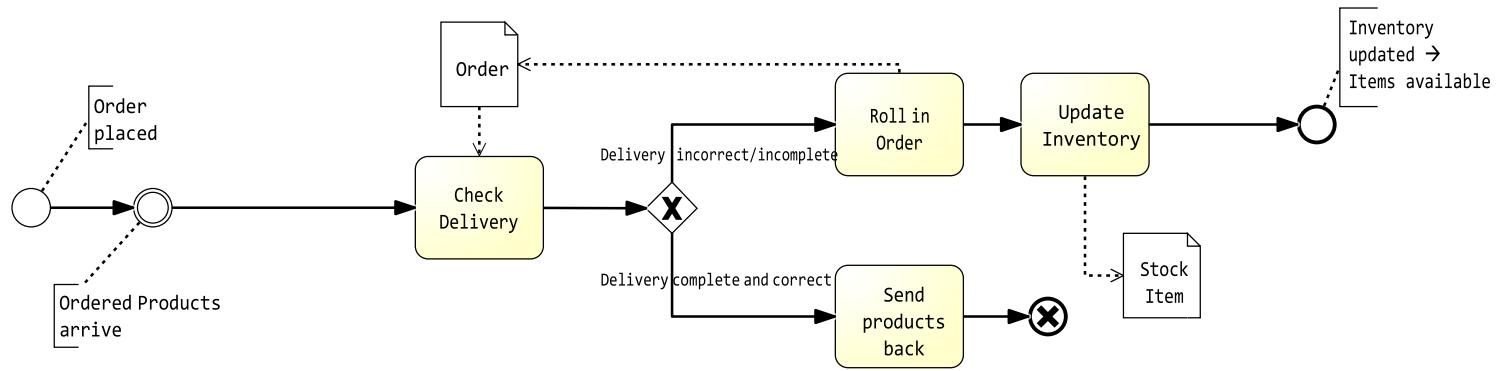 Order
placed
Ordered Products
arrive
Order
Check
Delivery
Delivery incorrect/incomplete
Delivery complete and correct
Roll in
Order
Send
products
back
Update
Inventory
Stock
Item
Inventory
updated →
Items available